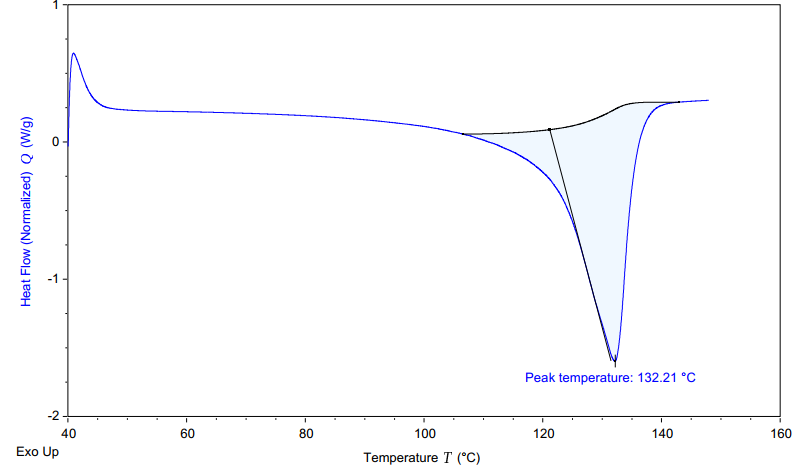 1
0
-1
-2
Heat Flow (Normalized) Q (W/g)
Peak temperature: 132.21 °C
40 60 80 100 120 140 160
Exo Up
Temperature T (°C)